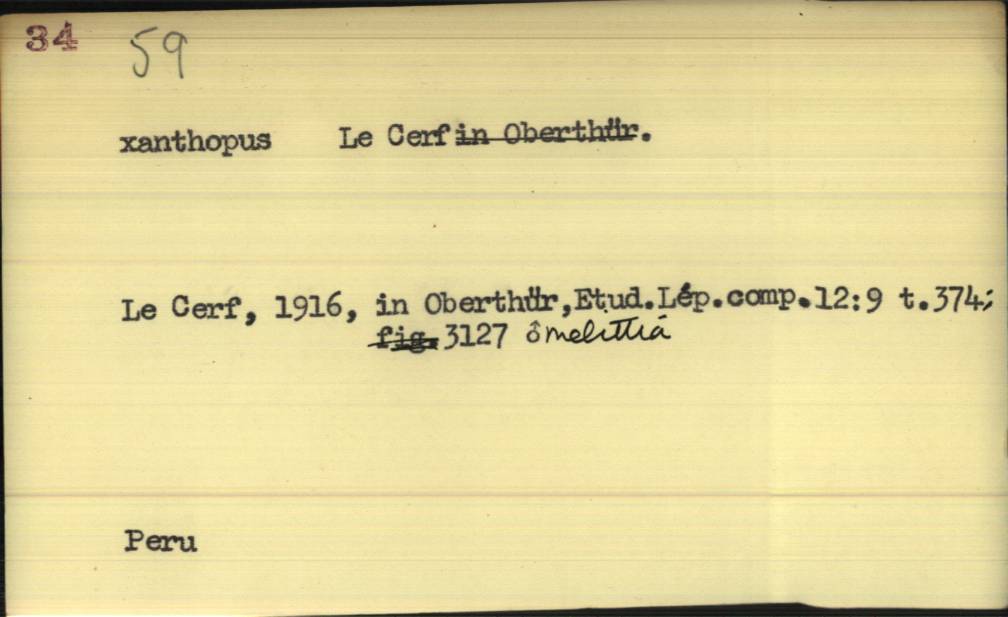 34 59
xanthopus Le Cerf in Oberthür.
Le Cerf, 1916, in Oberthür,Etud.Lép.comp.12:9 t.374;
fig. 3127 ô melittia
Peru